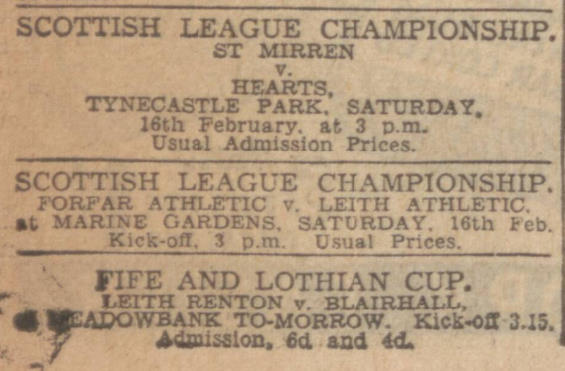 SCOTTISH LEAGUE CHAMPIONSHIP.
ST MIRREN
v.
HEARTS,
TYNECASTLE PARK, SATURDAY,
16th February, at 3 p.m.
Usual Admission Prices.
SCOTTISH LEAGUE CHAMPIONSHIP.
FORFAR ATHLETIC v. LEITH ATHLETIC,
at MARINE GARDENS, SATURDAY, 16th Feb.
Kick-off, 3 p.m. Usual Prices.
FIFE AND LOTHIAN CUP.
LEITH RENTON v. BLAIRHALL,
MEADOWBANK TO-MORROW. Kick-off 3.15.
Admission, 6d and 4d.